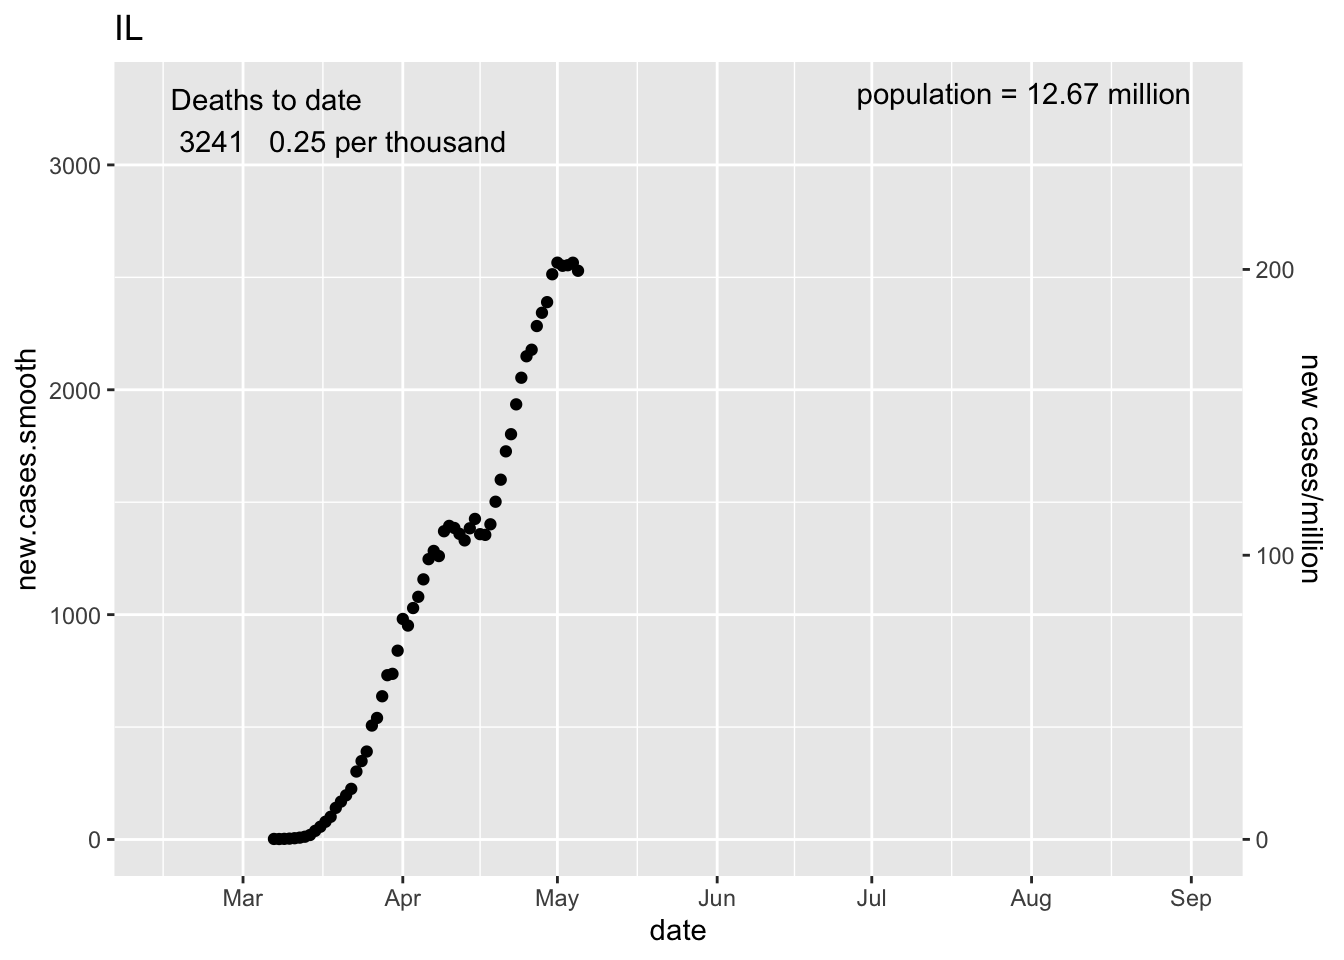 IL
Deaths to date
population = 12.67 million
3241 0.25 per thousand
3000
2000
1000
0
200
100
0
new.cases.smooth
new cases/million
Mar Apr May Jun Jul Aug Sep
date